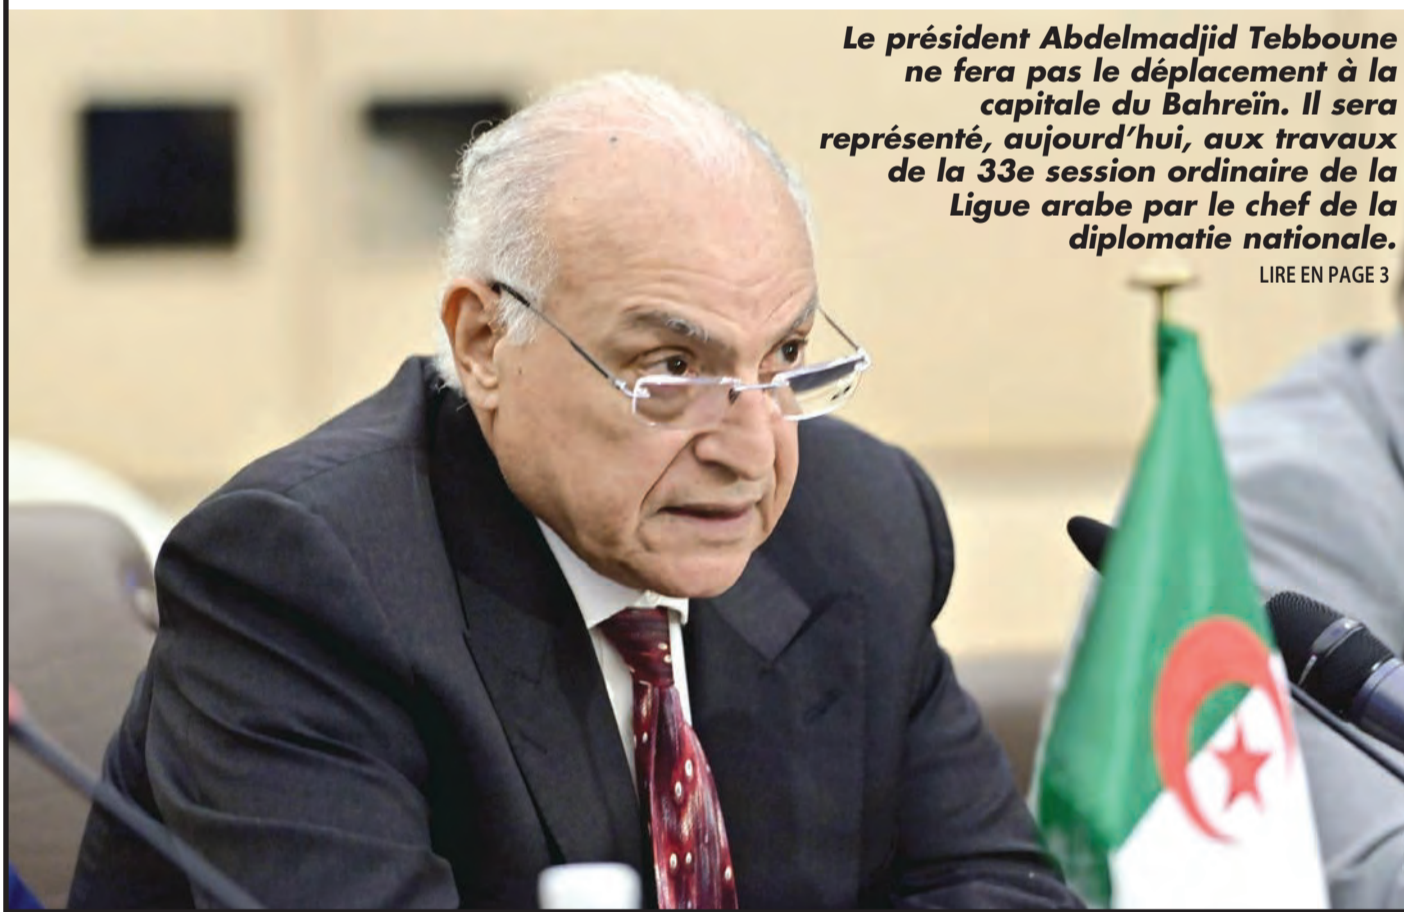 Le président Abdelmadjid Tebboune
ne fera pas le déplacement à la
capitale du Bahreïn. Il sera
représenté, aujourd’hui, aux travaux
de la 33e session ordinaire de la
Ligue arabe par le chef de la
diplomatie nationale.
LIRE EN PAGE 3